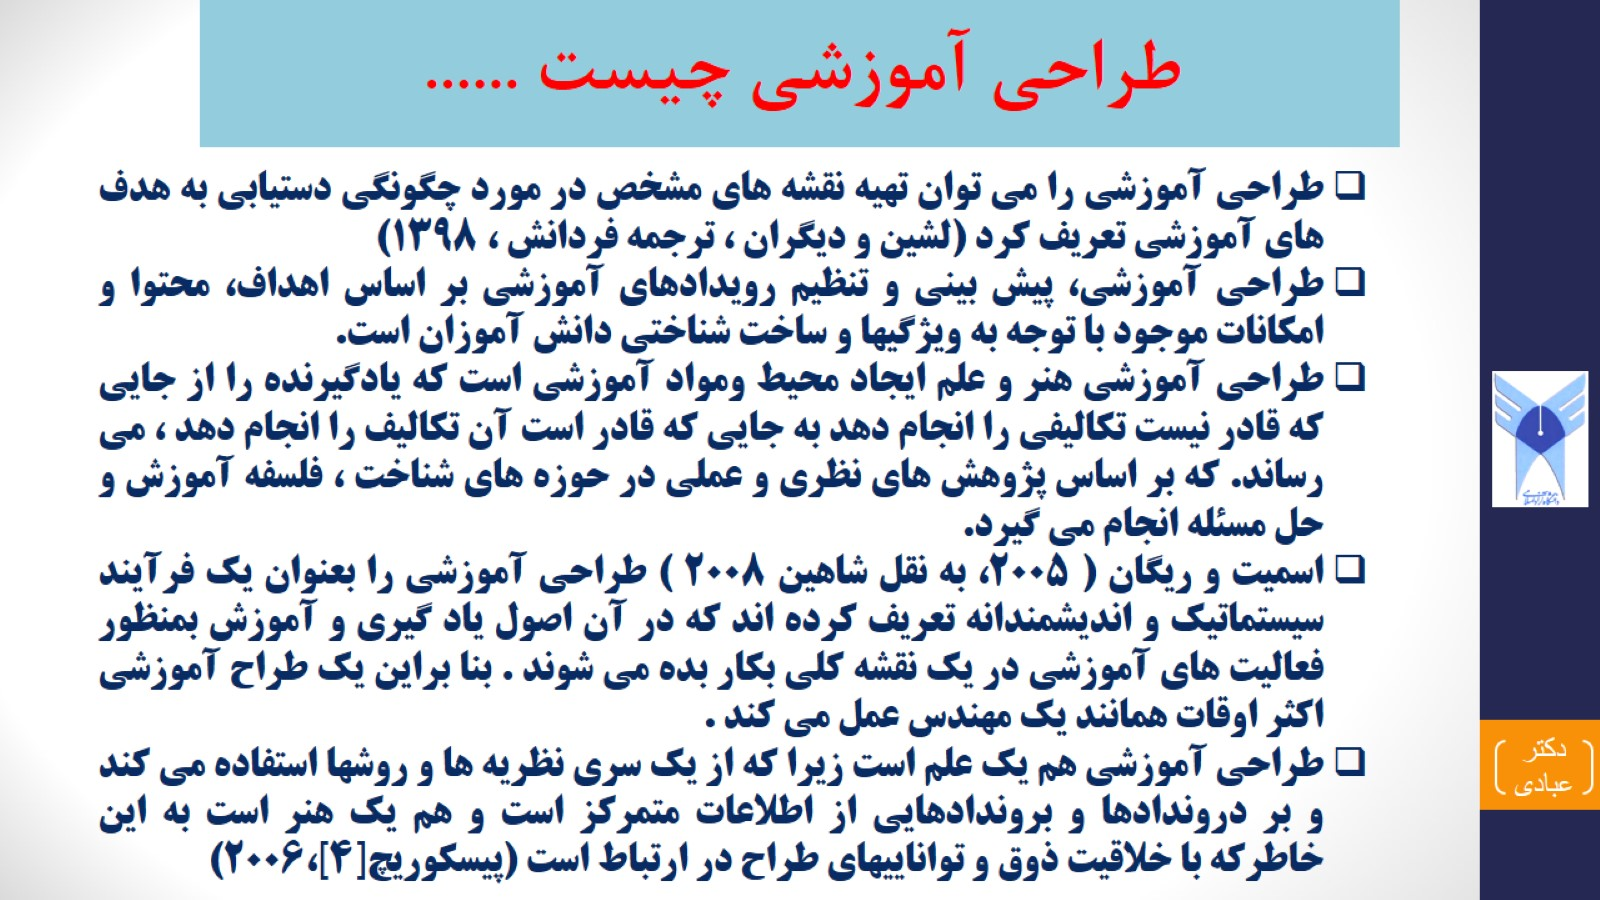 طراحی آموزشی چیست ......
❑ طراحی آموزشی را می توان تهیه نقشه های مشخص در مورد چگونگی دستیابی به هدف
های آموزشی تعریف کرد (لشین و دیگران ، ترجمه فردانش ، ۱۳۹۸)
❑ طراحی آموزشی، پیش بینی و تنظیم رویدادهای آموزشی بر اساس اهداف، محتوا و
امکانات موجود با توجه به ویژگیها و ساخت شناختی دانش آموزان است.
❑ طراحی آموزشی هنر و علم ایجاد محیط ومواد آموزشی است که یادگیرنده را از جایی
که قادر نیست تکالیفی را انجام دهد به جایی که قادر است آن تکالیف را انجام دهد ، می
رساند. که بر اساس پژوهش های نظری و عملی در حوزه های شناخت ، فلسفه آموزش و
حل مسئله انجام می گیرد.
❑ اسمیت و ریگان ( ۲۰۰۵، به نقل شاهین ۲۰۰۸ ) طراحی آموزشی را بعنوان یک فرآیند
سیستماتیک و اندیشمندانه تعریف کرده اند که در آن اصول یاد گیری و آموزش بمنظور
فعالیت های آموزشی در یک نقشه کلی بکار بده می شوند . بنا براین یک طراح آموزشی
اکثر اوقات همانند یک مهندس عمل می کند .
❑ طراحی آموزشی هم یک علم است زیرا که از یک سری نظریه ها و روشها استفاده می کند
و بر دروندادها و بروندادهایی از اطلاعات متمرکز است و هم یک هنر است به این
خاطرکه با خلاقیت ذوق و تواناییهای طراح در ارتباط است (پیسکوریچ[۴]،۲۰۰۶)
دکتر
عبادی